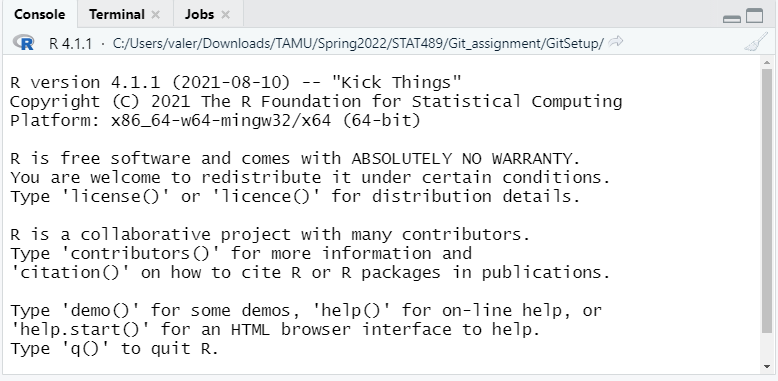 Console Terminal Jobs
R 4.1.1 · C:/Users/valer/Downloads/TAMU/Spring2022/STAT489/Git_assignment/GitSetup/
R version 4.1.1 (2021-08-10) -- "Kick Things"
Copyright (C) 2021 The R Foundation for Statistical Computing
Platform: x86_64-w64-mingw32/x64 (64-bit)
R is free software and comes with ABSOLUTELY NO WARRANTY.
You are welcome to redistribute it under certain conditions.
Type 'license()' or 'licence()' for distribution details.
R is a collaborative project with many contributors.
Type 'contributors()' for more information and
'citation()' on how to cite R or R packages in publications.
Type 'demo()' for some demos, 'help()' for on-line help, or
'help.start()' for an HTML browser interface to help.
Type 'q()' to quit R.